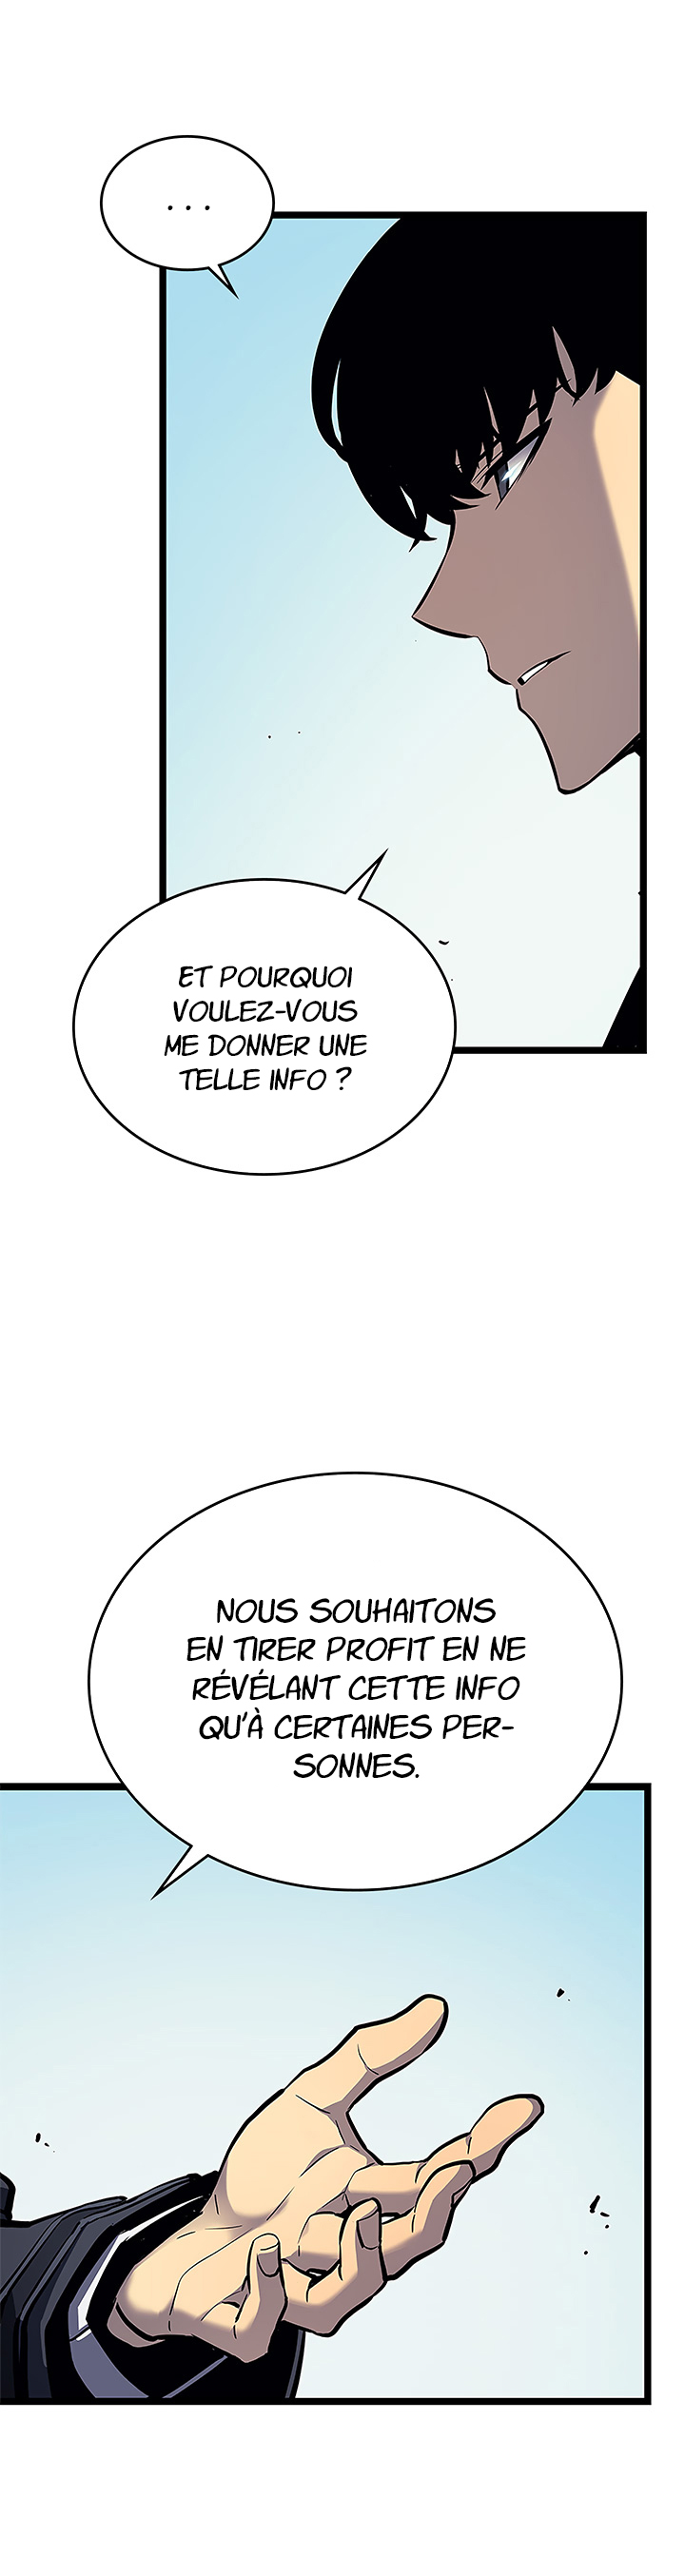 ...
ET POURQUOI
VOULEZ-VOUS
ME DONNER UNE
TELLE INFO ?
NOUS SOUHAITONS
EN TIRER PROFIT EN NE
RÉVÉLANT CETTE INFO
QU'À CERTAINES PER-
SONNES.